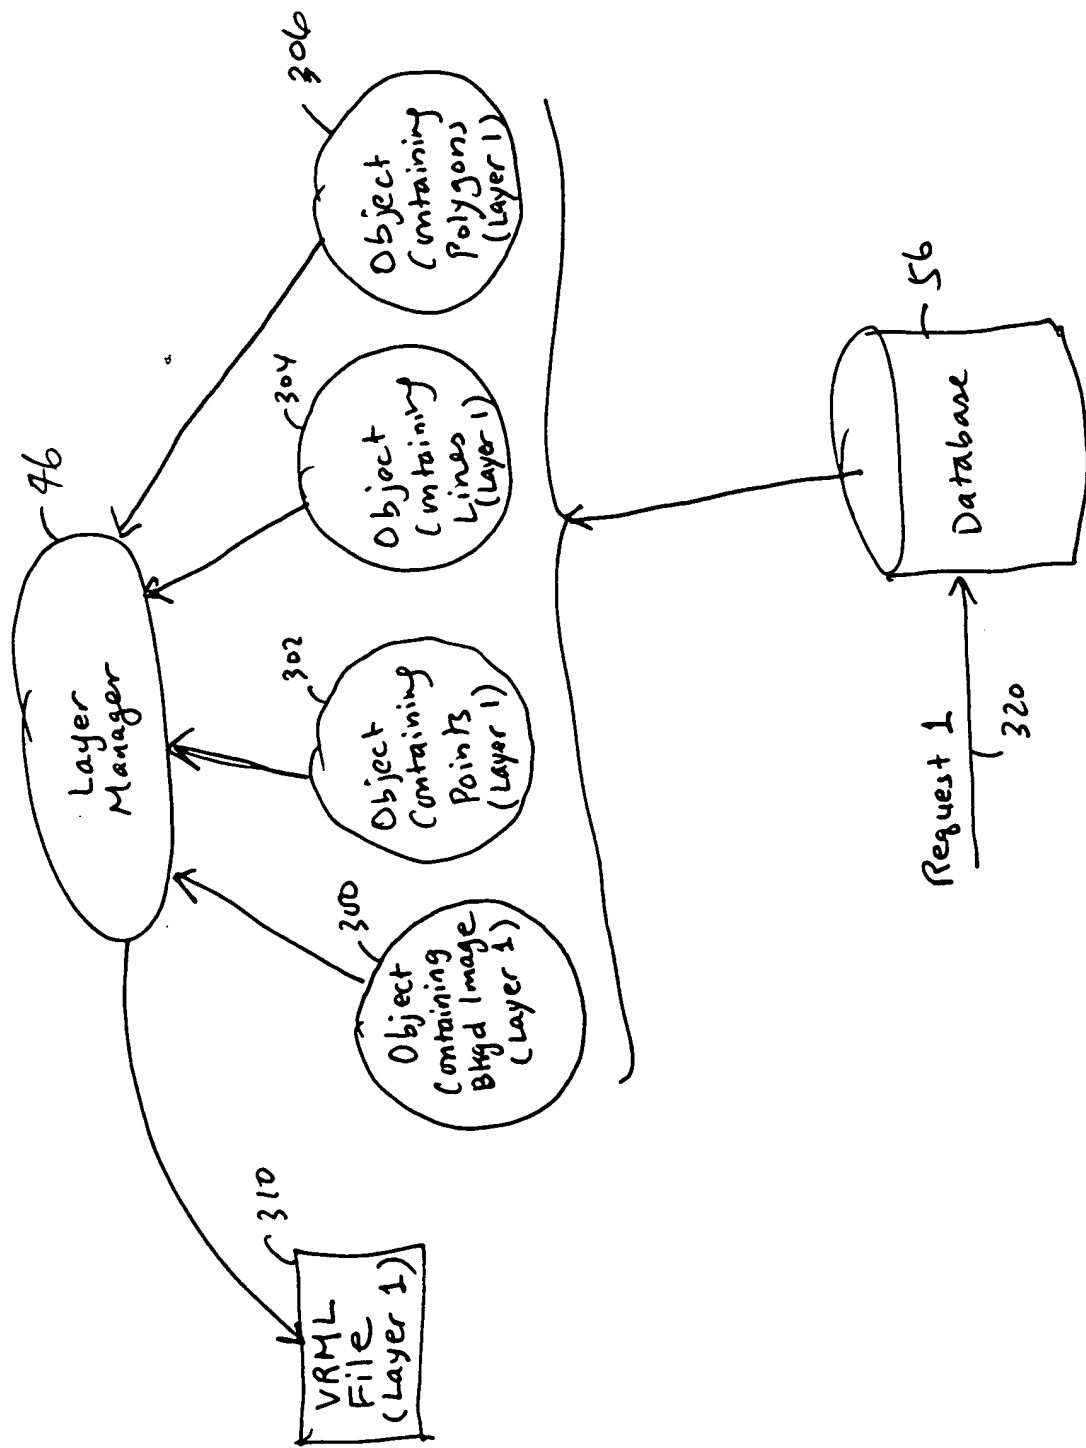 46
Layer
Manager
310
VRML
File
(Layer 1)
300
Object
Containing
Bkgd Image
(Layer 1)
302
Object
Containing
Points
(Layer 1)
304
Object
Containing
Lines
(Layer 1)
306
Object
Containing
Polygons
(Layer 1)
Request 1
320
Database
56